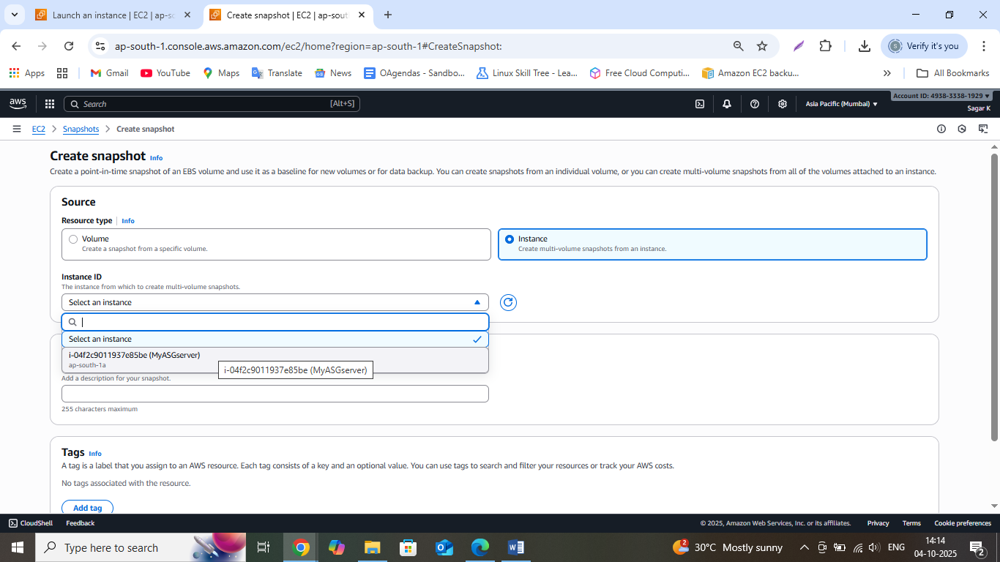 Launch an instance | EC2 | ap-so
Create snapshot | EC2 | ap-sout
ap-south-1.console.aws.amazon.com/ec2/home?region=ap-south-1#CreateSnapshot:
Verify it's you
Apps
Gmail
YouTube
Maps
Translate
News
OAgendas - Sandbo...
Linux Skill Tree - Lea...
Free Cloud Computi...
Amazon EC2 backu...
All Bookmarks
aws
Search
[Alt+S]
Asia Pacific (Mumbai)
Account ID: 4938-3338-1929
Sagar K
EC2 > Snapshots > Create snapshot
Create snapshot Info
Create a point-in-time snapshot of an EBS volume and use it as a baseline for new volumes or for data backup. You can create snapshots from an individual volume, or you can create multi-volume snapshots from all of the volumes attached to an instance.
Source
Resource type | Info
Volume
Create a snapshot from a specific volume.
Instance
Create multi-volume snapshots from an instance.
Instance ID
The instance from which to create multi-volume snapshots.
Select an instance
Select an instance
i-04f2c9011937e85be (MyASGserver)
ap-south-1a
i-04f2c9011937e85be (MyASGserver)
Add a description for your snapshot.
255 characters maximum
Tags Info
A tag is a label that you assign to an AWS resource. Each tag consists of a key and an optional value. You can use tags to search and filter your resources or track your AWS costs.
No tags associated with the resource.
Add tag
CloudShell
Feedback
© 2025, Amazon Web Services, Inc. or its affiliates.
Privacy
Terms
Cookie preferences
Type here to search
30°C Mostly sunny
ENG
14:14
04-10-2025
2